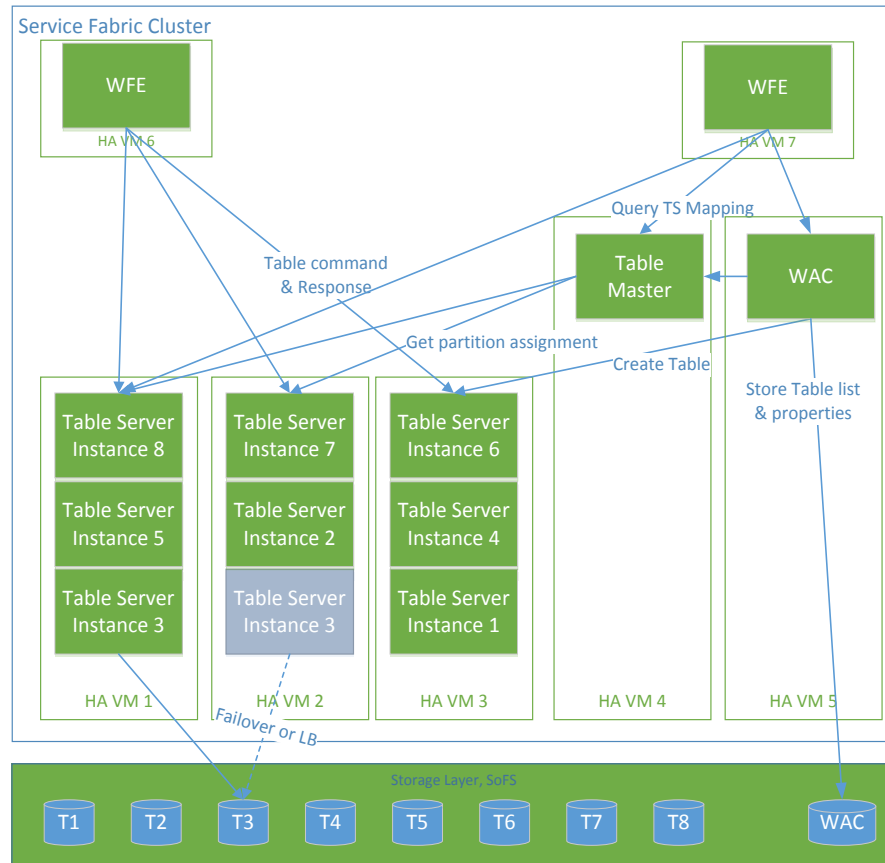 Service Fabric Cluster
WFE
HA VM 6
WFE
HA VM 7
Query TS Mapping
Table command
& Response
Table
Master
WAC
Get partition assignment
Create Table
Store Table list
& properties
Table Server
Instance 8
Table Server
Instance 5
Table Server
Instance 3
HA VM 1
Table Server
Instance 7
Table Server
Instance 2
Table Server
Instance 3
HA VM 2
Table Server
Instance 6
Table Server
Instance 4
Table Server
Instance 1
HA VM 3
HA VM 4
HA VM 5
Failover or LB
Storage Layer, SoFS
T1
T2
T3
T4
T5
T6
T7
T8
WAC